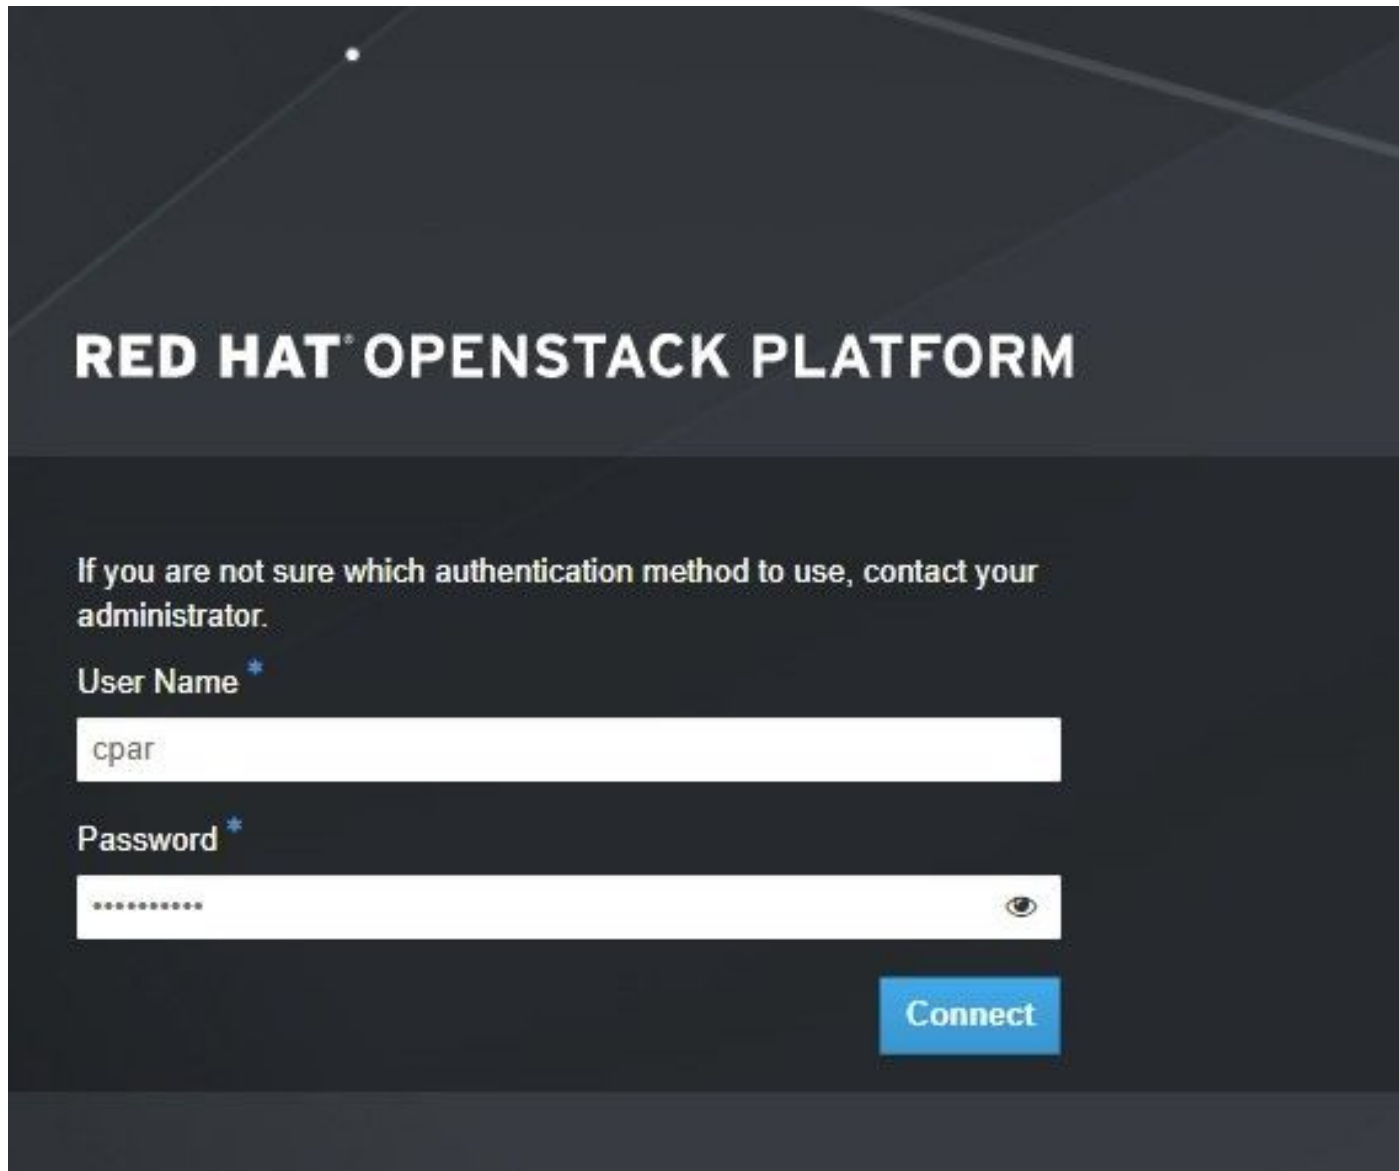 RED HAT® OPENSTACK PLATFORM
If you are not sure which authentication method to use, contact your
administrator.
User Name *
cpar
Password *
••••••••••
Connect